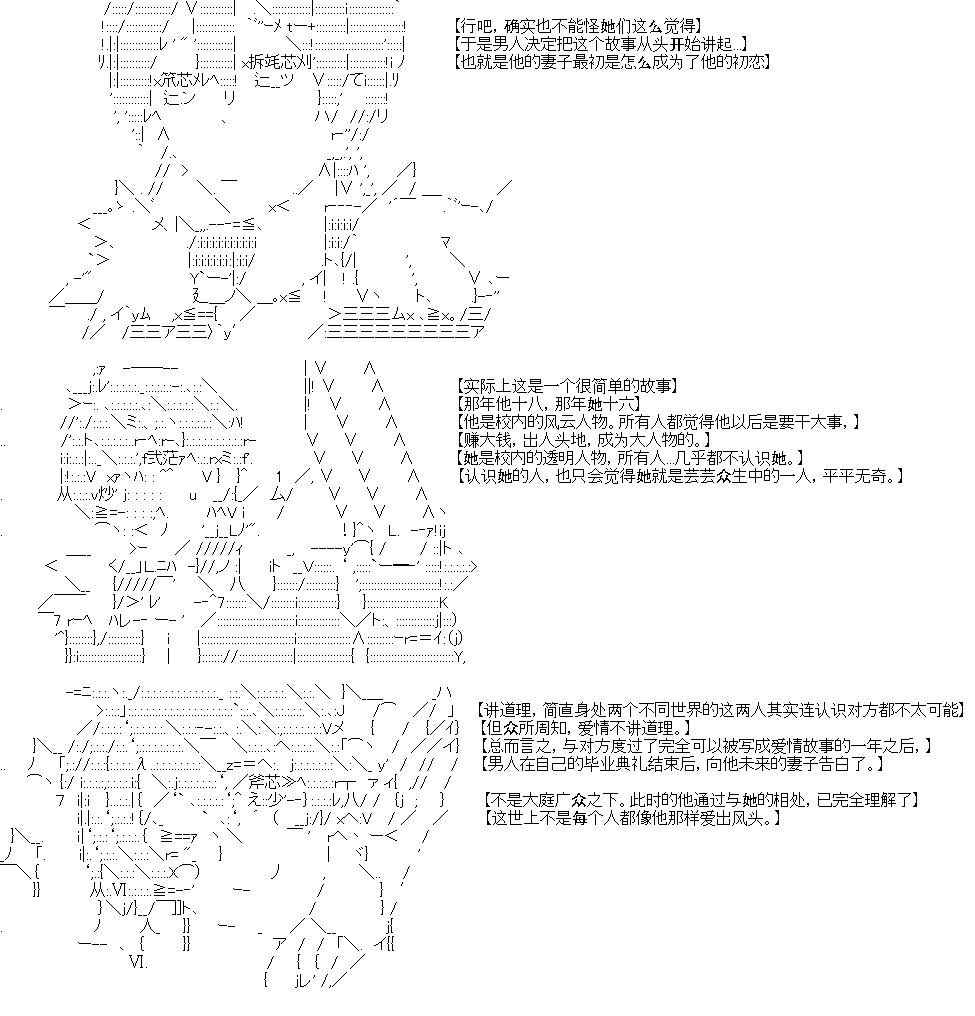 【行吧，确实也不能怪她们这么觉得】
【于是男人决定把这个故事从头开始讲起...】
【也就是他的妻子最初是怎么成为了他的初恋】
【实际上这是一个很简单的故事】
【那年他十八，那年她十六】
【他是校内的风云人物。所有人都觉得他以后是要干大事，】
【赚大钱，出人头地，成为大人物的。】
【她是校内的透明人物，所有人...几乎都不认识她。】
【认识她的人，也只会觉得她就是芸芸众生中的一人，平平无奇。】
【讲道理，简直身处两个不同世界的这两人其实连认识对方都不太可能】
【但众所周知，爱情不讲道理。】
【总而言之，与对方度过了完全可以被写成爱情故事的一年之后，】
【男人在自己的毕业典礼结束后，向他未来的妻子告白了。】
【不是大庭广众之下。此时的他通过与她的相处，已完全理解了】
【这世上不是每个人都像他那样爱出风头。】